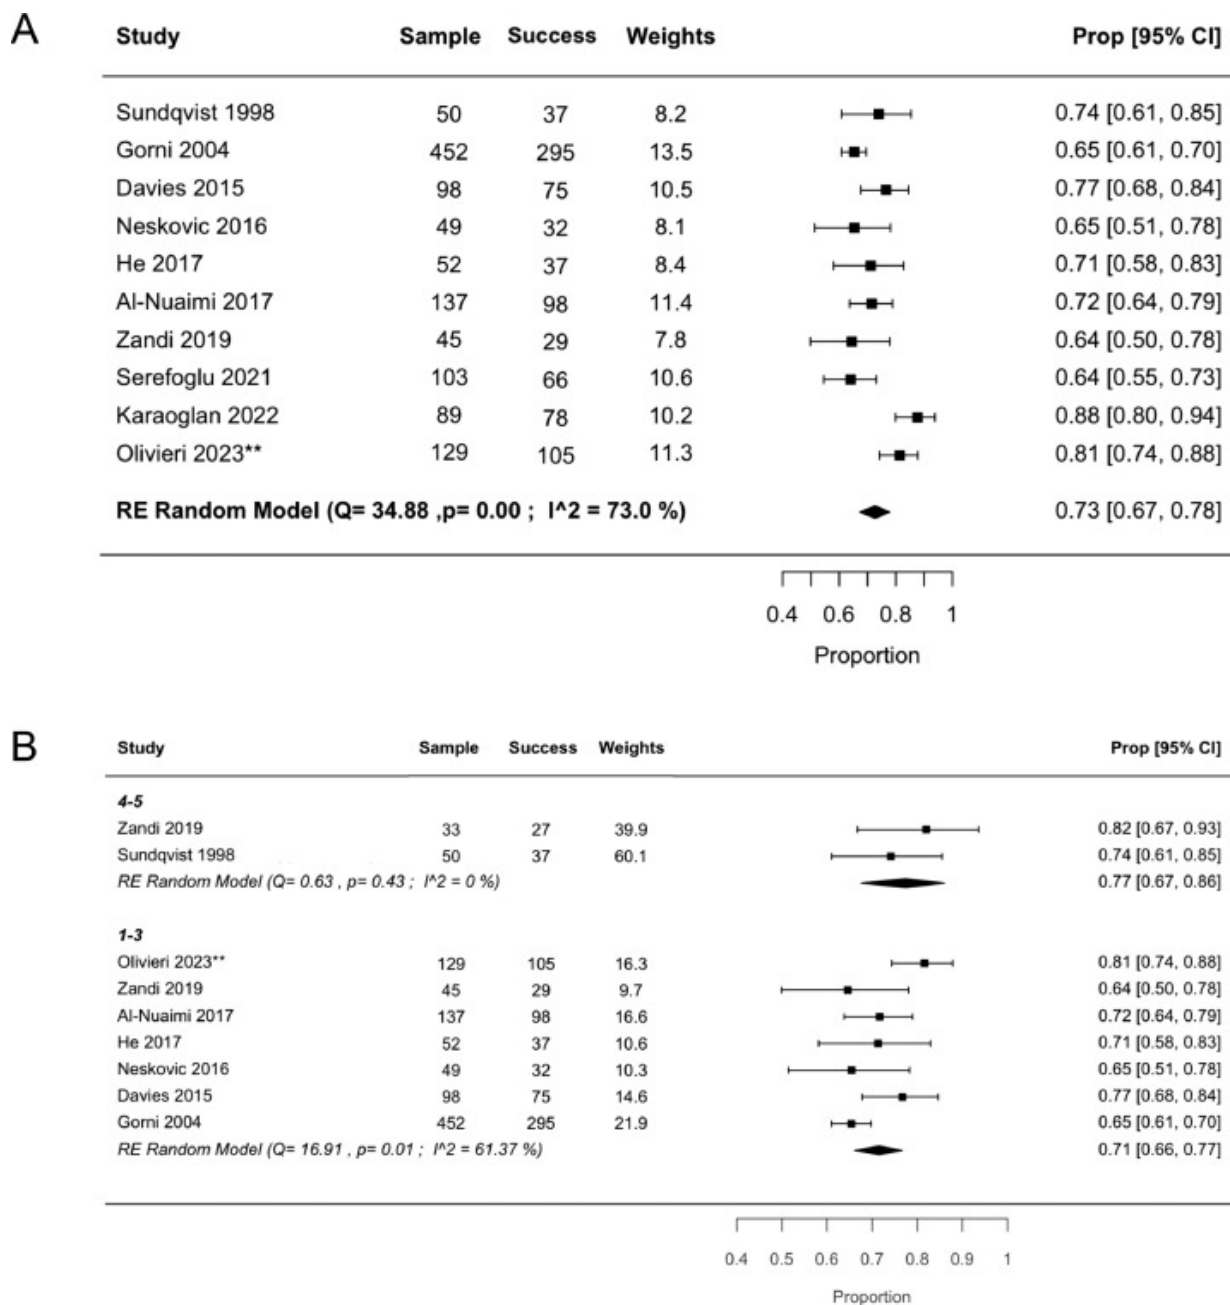 A
Study Sample Success Weights Prop [95% CI]
Sundqvist 1998 50 37 8.2 0.74 [0.61, 0.85]
Gorni 2004 452 295 13.5 0.65 [0.61, 0.70]
Davies 2015 98 75 10.5 0.77 [0.68, 0.84]
Neskovic 2016 49 32 8.1 0.65 [0.51, 0.78]
He 2017 52 37 8.4 0.71 [0.58, 0.83]
Al-Nuaimi 2017 137 98 11.4 0.72 [0.64, 0.79]
Zandi 2019 45 29 7.8 0.64 [0.50, 0.78]
Serefoglu 2021 103 66 10.6 0.64 [0.55, 0.73]
Karaoglan 2022 89 78 10.2 0.88 [0.80, 0.94]
Olivieri 2023** 129 105 11.3 0.81 [0.74, 0.88]
RE Random Model (Q= 34.88 ,p= 0.00 ; I^2 = 73.0 %) 0.73 [0.67, 0.78]
0.4 0.6 0.8 1
Proportion
B
Study Sample Success Weights Prop [95% CI]
4-5
Zandi 2019 33 27 39.9 0.82 [0.67, 0.93]
Sundqvist 1998 50 37 60.1 0.74 [0.61, 0.85]
RE Random Model (Q= 0.63 , p= 0.43 ; I^2 = 0 %) 0.77 [0.67, 0.86]
1-3
Olivieri 2023** 129 105 16.3 0.81 [0.74, 0.88]
Zandi 2019 45 29 9.7 0.64 [0.50, 0.78]
Al-Nuaimi 2017 137 98 16.6 0.72 [0.64, 0.79]
He 2017 52 37 10.6 0.71 [0.58, 0.83]
Neskovic 2016 49 32 10.3 0.65 [0.51, 0.78]
Davies 2015 98 75 14.6 0.77 [0.68, 0.84]
Gorni 2004 452 295 21.9 0.65 [0.61, 0.70]
RE Random Model (Q= 16.91 , p= 0.01 ; I^2 = 61.37 %) 0.71 [0.66, 0.77]
0.4 0.5 0.6 0.7 0.8 0.9 1
Proportion